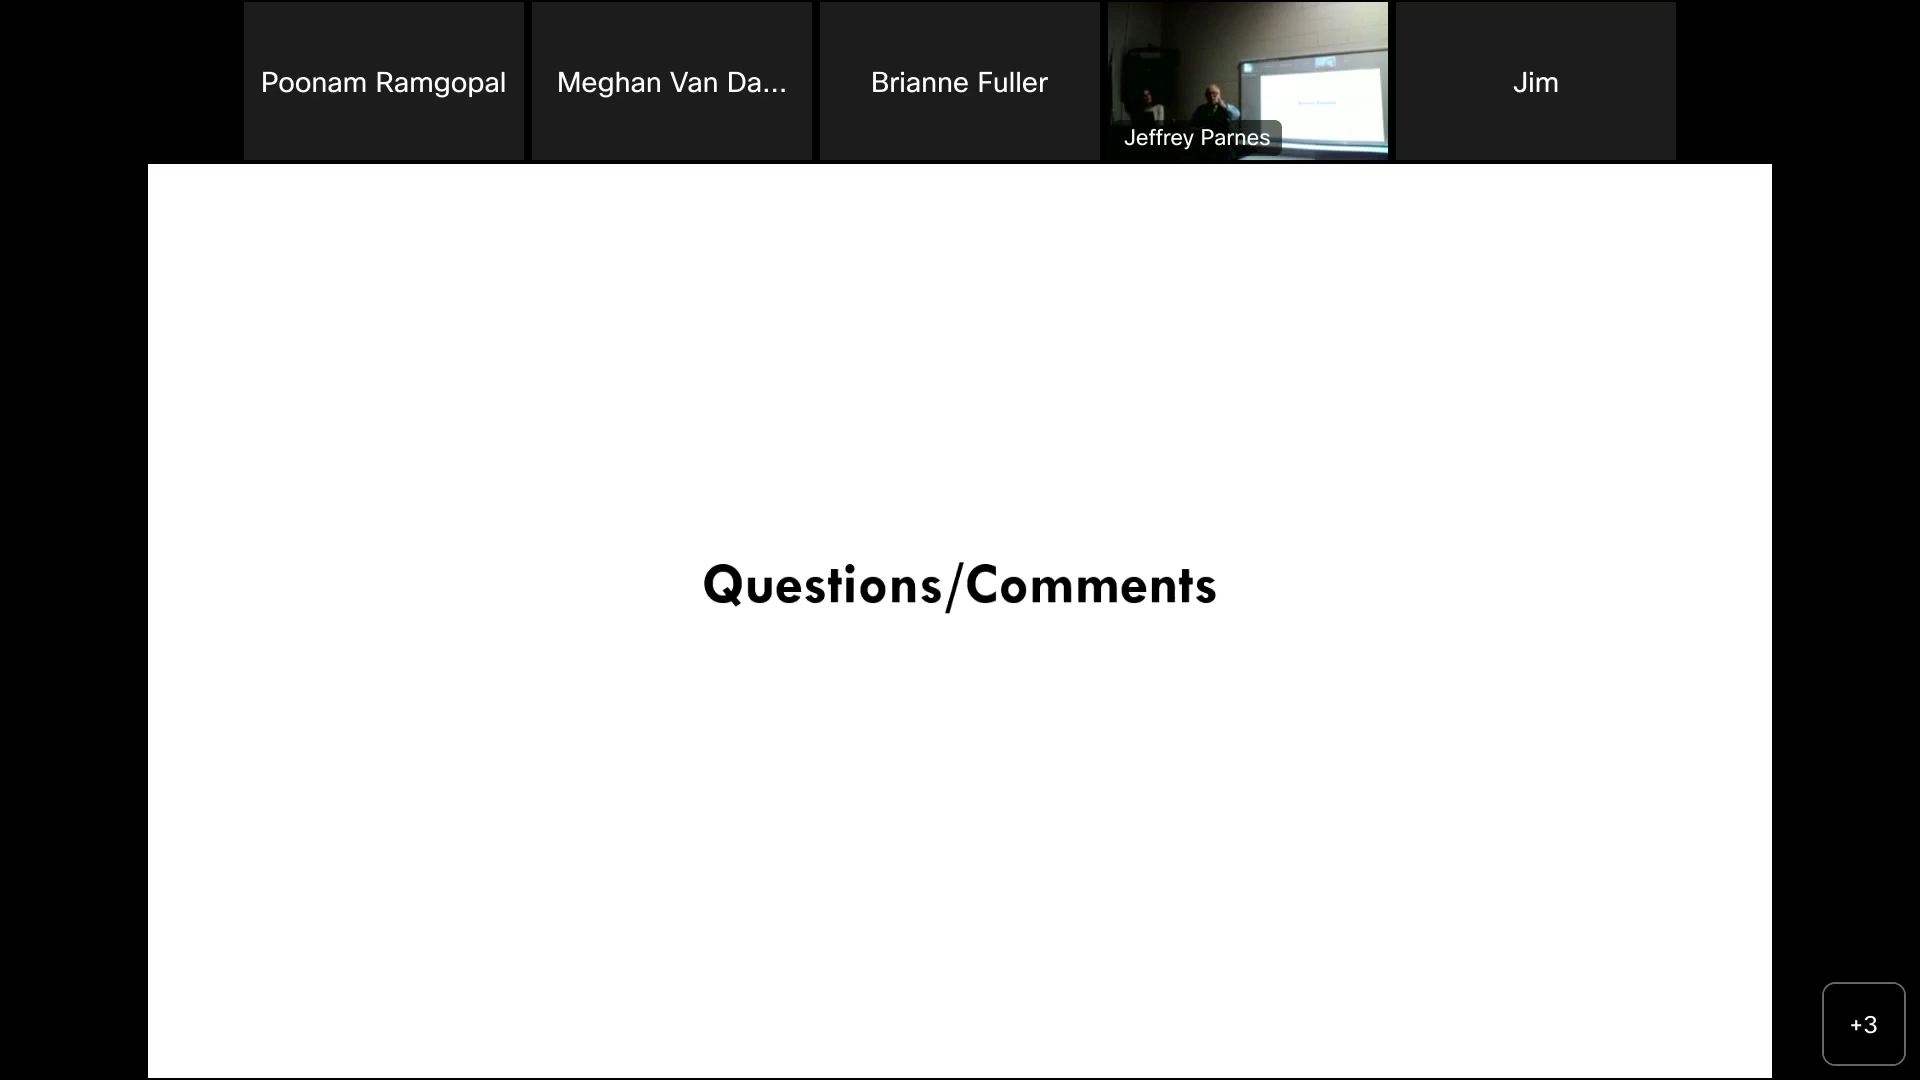 Poonam Ramgopal
Meghan Van Da...
Brianne Fuller
Jeffrey Parnes
Jim
Questions/Comments
+3